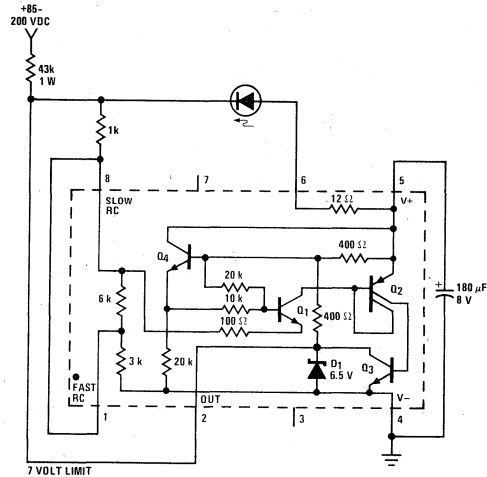 +85-
200 VDC
43k
1 W
1k
8
7
6
5
SLOW
RC
12 Ω
V+
Q4
400 Ω
20 k
10 k
Q2
180 μF
8 V
+
6 k
100 Ω
Q1
400 Ω
3 k
20 k
D1
6.5 V
Q3
FAST
RC
OUT
V−
1
2
3
4
7 VOLT LIMIT